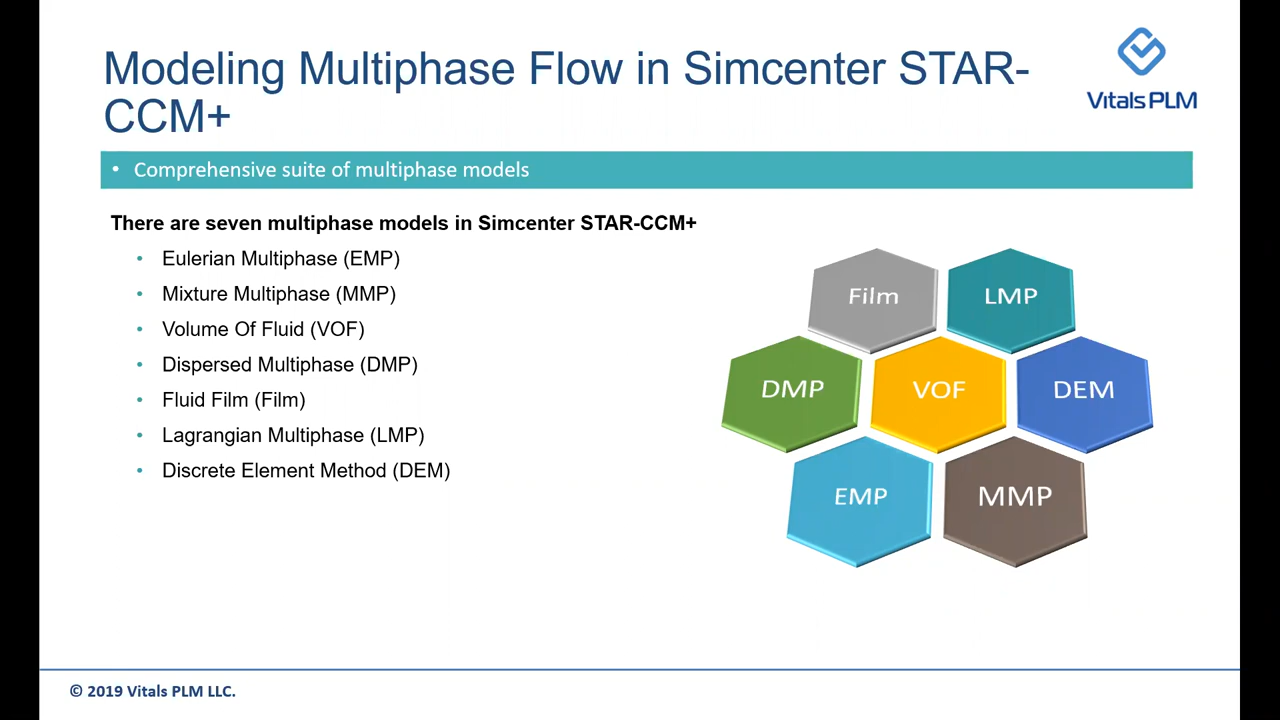 Modeling Multiphase Flow in Simcenter STAR-
CCM+
Vitals PLM
• Comprehensive suite of multiphase models
There are seven multiphase models in Simcenter STAR-CCM+
• Eulerian Multiphase (EMP)
• Mixture Multiphase (MMP)
• Volume Of Fluid (VOF)
• Dispersed Multiphase (DMP)
• Fluid Film (Film)
• Lagrangian Multiphase (LMP)
• Discrete Element Method (DEM)
Film
LMP
DMP
VOF
DEM
EMP
MMP
© 2019 Vitals PLM LLC.